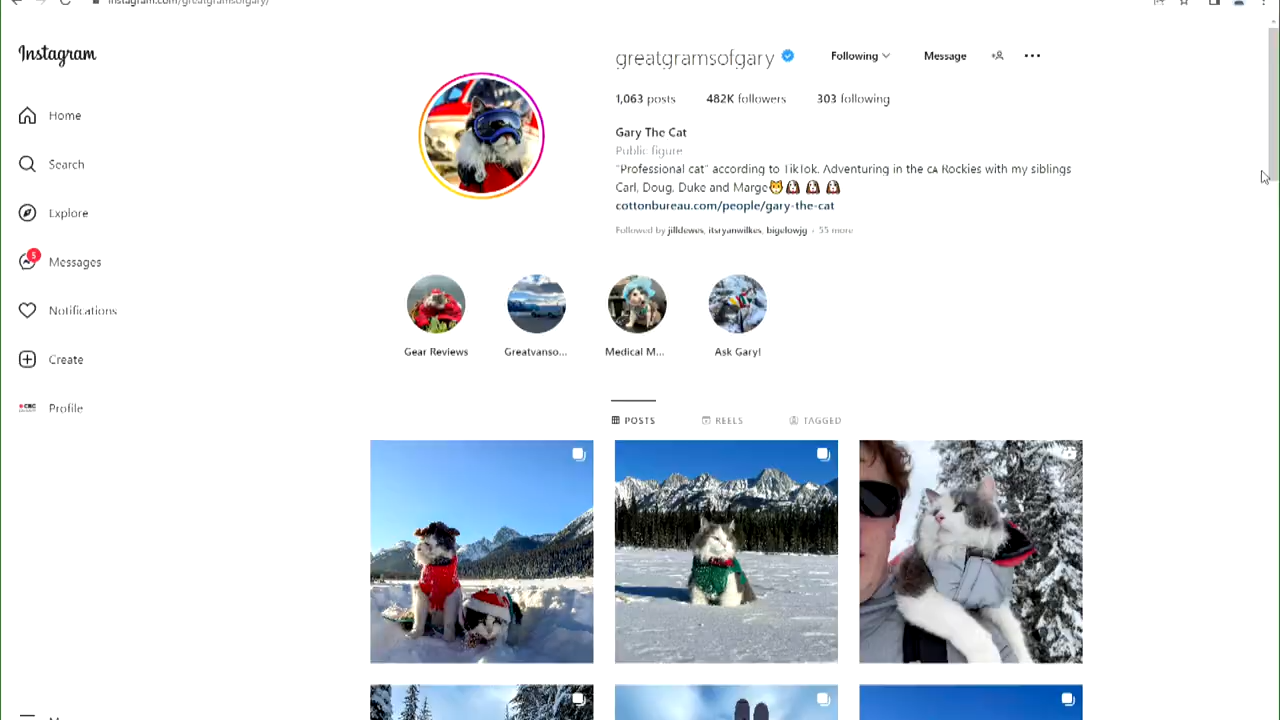 instagram.com/greatgramsofgary/
Instagram
greatgramsofgary
Following
Message
1,063 posts
482K followers
303 following
Gary The Cat
Public figure
"Professional cat" according to TikTok. Adventuring in the CA Rockies with my siblings
Carl, Doug, Duke and Marge
cottonbureau.com/people/gary-the-cat
Followed by jilldewes, itsryanwilkes, bigelowjg · 55 more
Home
Search
Explore
5
Messages
Notifications
Create
Profile
Gear Reviews
Greatvanso...
Medical M...
Ask Gary!
POSTS
REELS
TAGGED